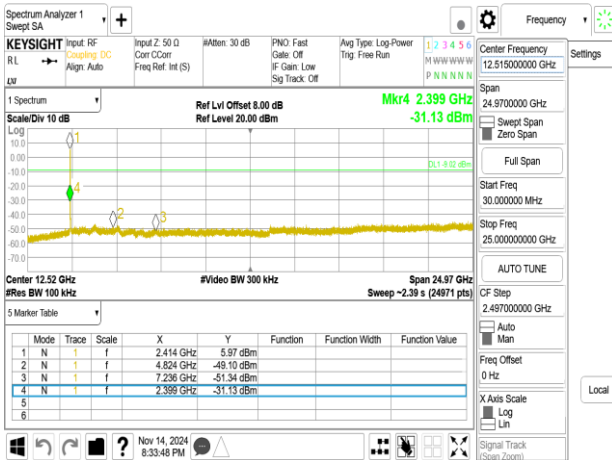 Spectrum Analyzer 1
Swept SA
+
Frequency
KEYSIGHT
RL
Input: RF
Coupling: DC
Align: Auto
Input Z: 50 Ω
Corr CCorr
Freq Ref: Int (S)
#Atten: 30 dB
PNO: Fast
Gate: Off
IF Gain: Low
Sig Track: Off
Avg Type: Log-Power
Trig: Free Run
1 2 3 4 5 6
M W W W W W
P N N N N N
LXI
1 Spectrum
Scale/Div 10 dB
Ref Lvl Offset 8.00 dB
Ref Level 20.00 dBm
Mkr4 2.399 GHz
-31.13 dBm
Log
10.0
0.00
-10.0
-20.0
-30.0
-40.0
-50.0
-60.0
-70.0
1
4
2
3
DL1 -8.02 dBm
Center 12.52 GHz
#Res BW 100 kHz
#Video BW 300 kHz
Span 24.97 GHz
Sweep ~2.39 s (24971 pts)
5 Marker Table
Mode Trace Scale X Y Function Function Width Function Value
1 N 1 f 2.414 GHz 5.97 dBm
2 N 1 f 4.824 GHz -49.10 dBm
3 N 1 f 7.236 GHz -51.34 dBm
4 N 1 f 2.399 GHz -31.13 dBm
5
6
?
Nov 14, 2024
8:33:48 PM
Center Frequency
12.515000000 GHz
Settings
Span
24.9700000 GHz
Swept Span
Zero Span
Full Span
Start Freq
30.000000 MHz
Stop Freq
25.000000000 GHz
AUTO TUNE
CF Step
2.497000000 GHz
Auto
Man
Freq Offset
0 Hz
Local
X Axis Scale
Log
Lin
Signal Track
(Span Zoom)